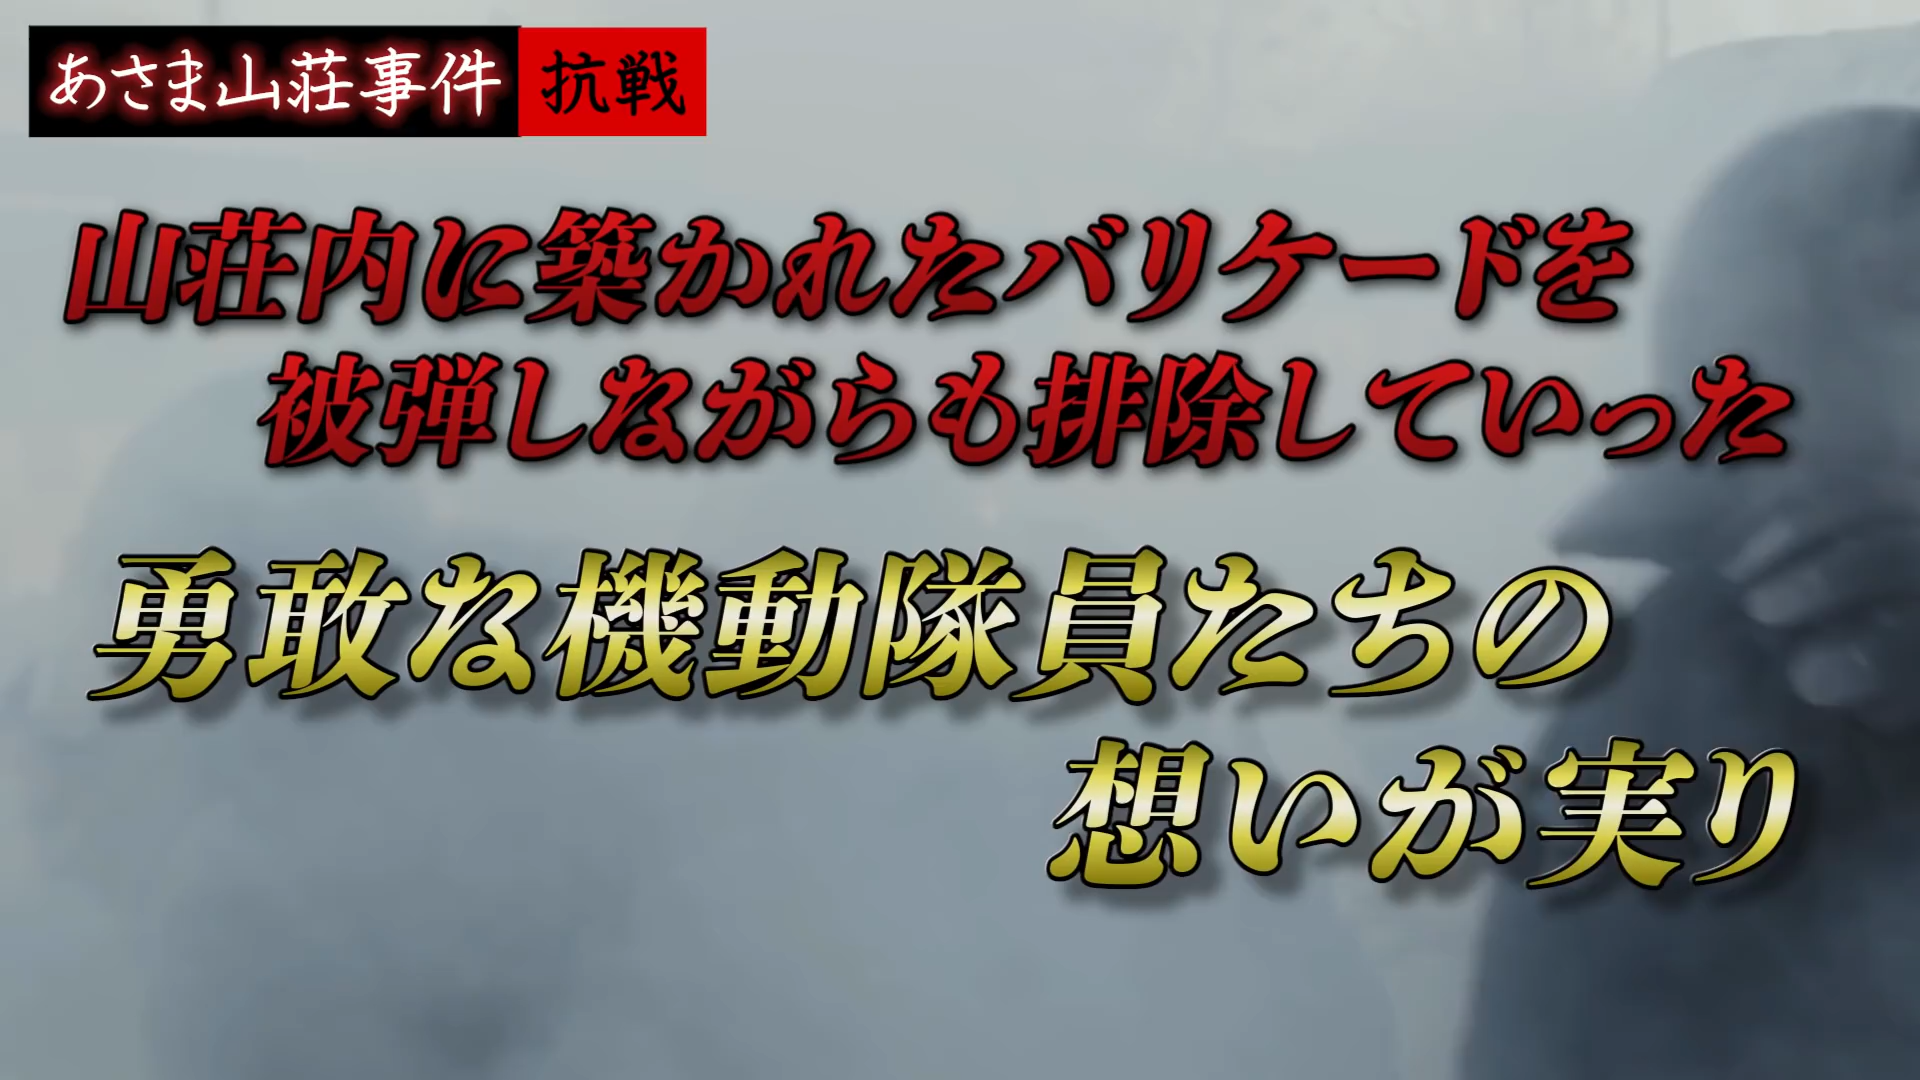 あさま山荘事件 抗戦
山荘内に築かれたバリケードを
被弾しながらも排除していった
勇敢な機動隊員たちの
想いが実り